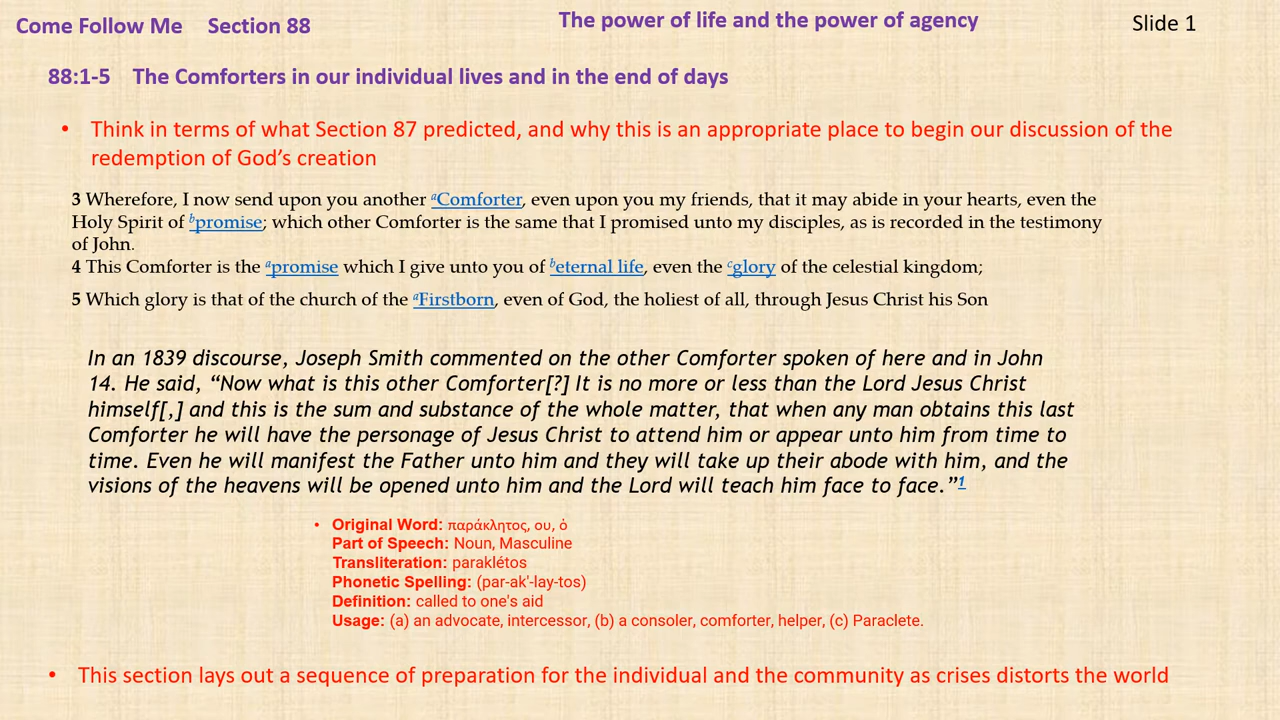 Come Follow Me Section 88
The power of life and the power of agency
Slide 1
88:1-5 The Comforters in our individual lives and in the end of days
• Think in terms of what Section 87 predicted, and why this is an appropriate place to begin our discussion of the
redemption of God’s creation
3 Wherefore, I now send upon you another aComforter, even upon you my friends, that it may abide in your hearts, even the
Holy Spirit of bpromise; which other Comforter is the same that I promised unto my disciples, as is recorded in the testimony
of John.
4 This Comforter is the apromise which I give unto you of beternal life, even the cglory of the celestial kingdom;
5 Which glory is that of the church of the aFirstborn, even of God, the holiest of all, through Jesus Christ his Son
In an 1839 discourse, Joseph Smith commented on the other Comforter spoken of here and in John
14. He said, “Now what is this other Comforter[?] It is no more or less than the Lord Jesus Christ
himself[,] and this is the sum and substance of the whole matter, that when any man obtains this last
Comforter he will have the personage of Jesus Christ to attend him or appear unto him from time to
time. Even he will manifest the Father unto him and they will take up their abode with him, and the
visions of the heavens will be opened unto him and the Lord will teach him face to face.”1
• Original Word: παράκλητος, ου, ὁ
Part of Speech: Noun, Masculine
Transliteration: paraklétos
Phonetic Spelling: (par-ak'-lay-tos)
Definition: called to one's aid
Usage: (a) an advocate, intercessor, (b) a consoler, comforter, helper, (c) Paraclete.
• This section lays out a sequence of preparation for the individual and the community as crises distorts the world